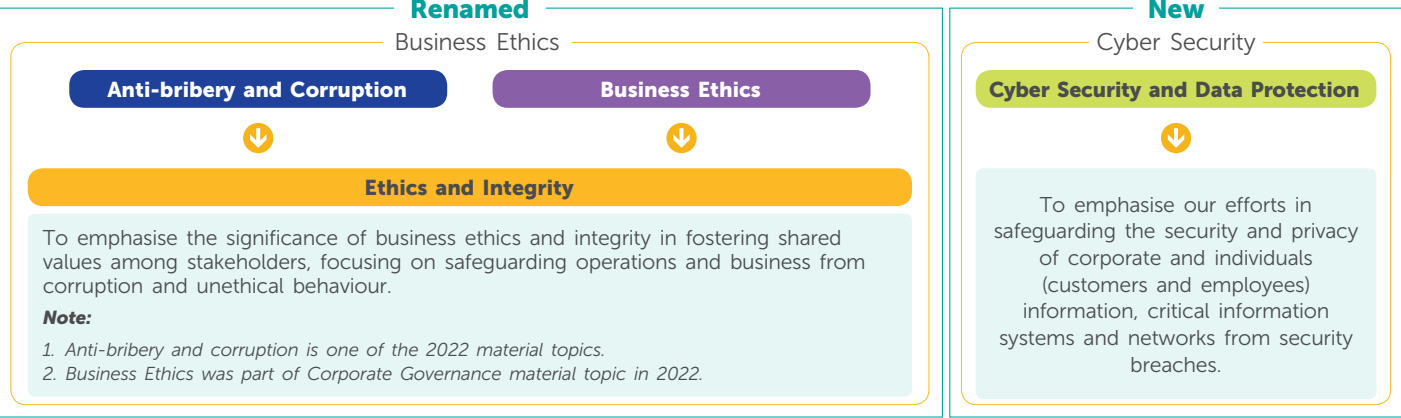 Renamed
Business Ethics
Anti-bribery and Corruption
Business Ethics
Ethics and Integrity
To emphasise the significance of business ethics and integrity in fostering shared
values among stakeholders, focusing on safeguarding operations and business from
corruption and unethical behaviour.
Note:
1. Anti-bribery and corruption is one of the 2022 material topics.
2. Business Ethics was part of Corporate Governance material topic in 2022.
New
Cyber Security
Cyber Security and Data Protection
To emphasise our efforts in
safeguarding the security and privacy
of corporate and individuals
(customers and employees)
information, critical information
systems and networks from security
breaches.